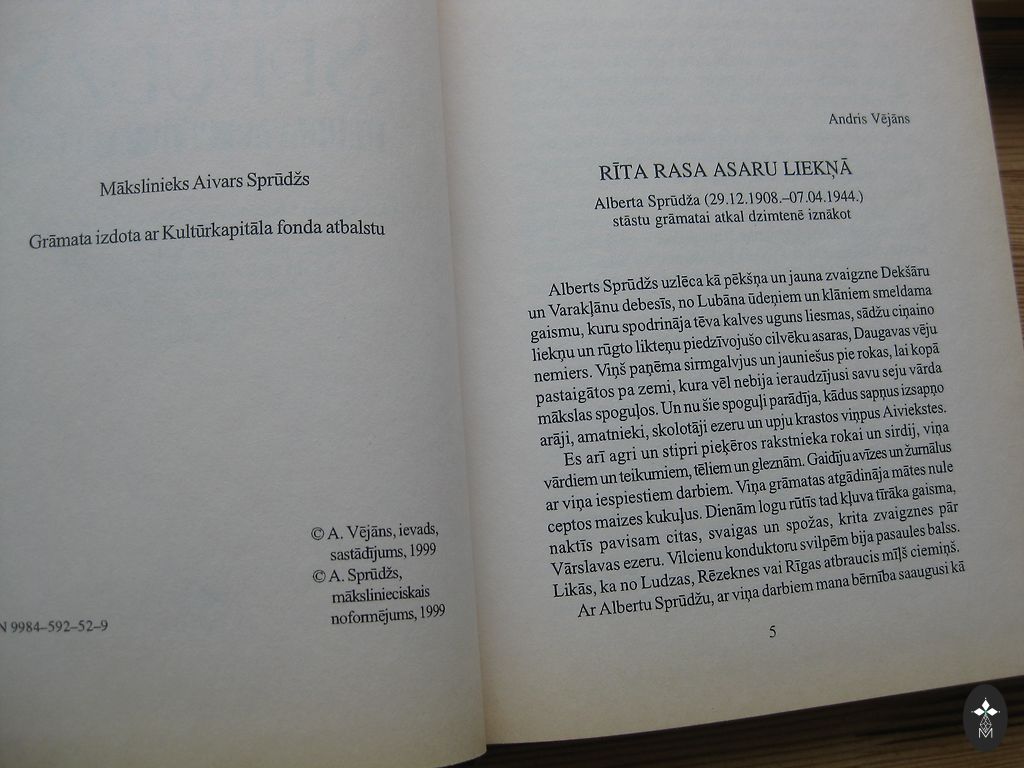 Mākslinieks Aivars Sprūdžs
Grāmata izdota ar Kultūrkapitāla fonda atbalstu
© A. Vējāns, ievads,
sastādījums, 1999
© A. Sprūdžs,
mākslinieciskais
noformējums, 1999
N 9984–592–52–9
Andris Vējāns
RĪTA RASA ASARU LIEKŅĀ
Alberta Sprūdža (29.12.1908.–07.04.1944.)
stāstu grāmatai atkal dzimtenē iznākot
Alberts Sprūdžs uzlēca kā pēkšņa un jauna zvaigzne Dekšāru
un Varakļānu debesīs, no Lubāna ūdeņiem un klāniem smeldama
gaismu, kuru spodrināja tēva kalves uguns liesmas, sādžu ciņaino
liekņu un rūgto likteņu piedzīvojušo cilvēku asaras, Daugavas vēju
nemiers. Viņš paņēma sirmgalvjus un jauniešus pie rokas, lai kopā
pastaigātos pa zemi, kura vēl nebija ieraudzījusi savu seju vārda
mākslas spoguļos. Un nu šie spoguļi parādīja, kādus sapņus izsapņo
arāji, amatnieki, skolotāji ezeru un upju krastos viņpus Aiviekstes.
Es arī agri un stipri pieķēros rakstnieka rokai un sirdij, viņa
vārdiem un teikumiem, tēliem un gleznām. Gaidīju avīzes un žurnālus
ar viņa iespiestiem darbiem. Viņa grāmatas atgādināja mātes nule
ceptos maizes kukuļus. Dienām logu rūtīs tad kļuva tīrāka gaisma,
naktīs pavisam citas, svaigas un spožas, krita zvaigznes pār
Vārslavas ezeru. Vilcienu konduktoru svilpēm bija pasaules balss.
Likās, ka no Ludzas, Rēzeknes vai Rīgas atbraucis mīļš ciemiņš.
Ar Albertu Sprūdžu, ar viņa darbiem mana bērnība saaugusi kā
5
M